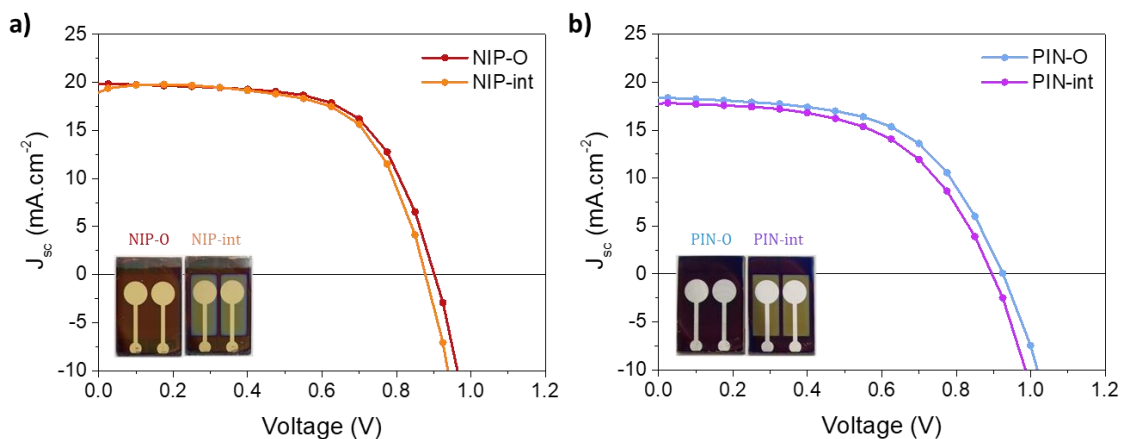 a)
25
20
15
10
5
0
-5
-10
J_sc (mA.cm⁻²)
NIP-O
NIP-int
NIP-O NIP-int
0.0 0.2 0.4 0.6 0.8 1.0 1.2
Voltage (V)
b)
25
20
15
10
5
0
-5
-10
J_sc (mA.cm⁻²)
PIN-O
PIN-int
PIN-O PIN-int
0.0 0.2 0.4 0.6 0.8 1.0 1.2
Voltage (V)